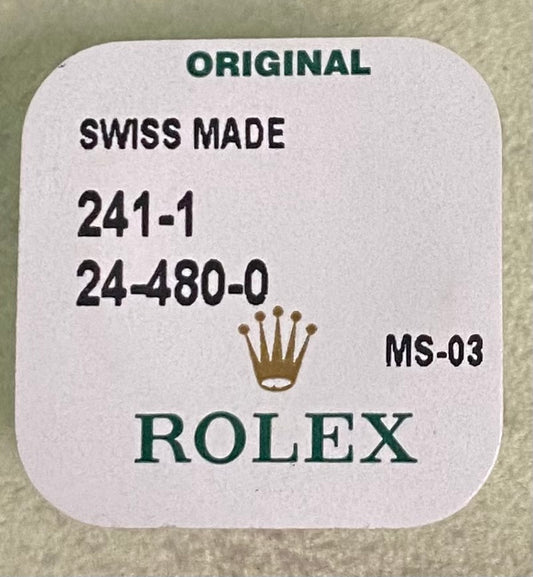 ORIGINAL
SWISS MADE
241-1
24-480-0
MS-03
ROLEX